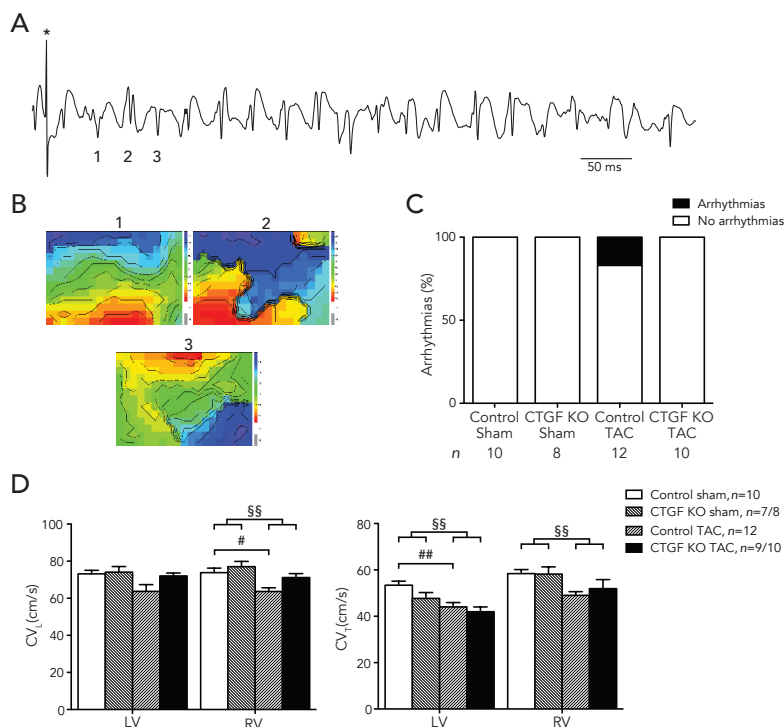 A
*
1 2 3
50 ms
B
1
2
3
C
Arrhythmias
No arrhythmias
Arrhythmias (%)
100
50
0
Control Sham
CTGF KO Sham
Control TAC
CTGF KO TAC
n 10 8 12 10
D
CV_L(cm/s)
100
80
60
40
20
0
§§
#
LV RV
CV_T(cm/s)
80
60
40
20
0
§§
##
§§
LV RV
Control sham, n=10
CTGF KO sham, n=7/8
Control TAC, n=12
CTGF KO TAC, n=9/10